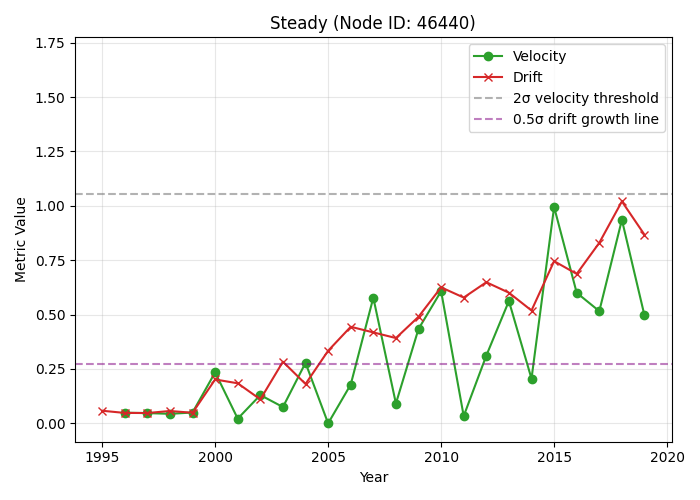 Steady (Node ID: 46440)
Velocity
Drift
2σ velocity threshold
0.5σ drift growth line
Metric Value
1.75
1.50
1.25
1.00
0.75
0.50
0.25
0.00
1995 2000 2005 2010 2015 2020
Year